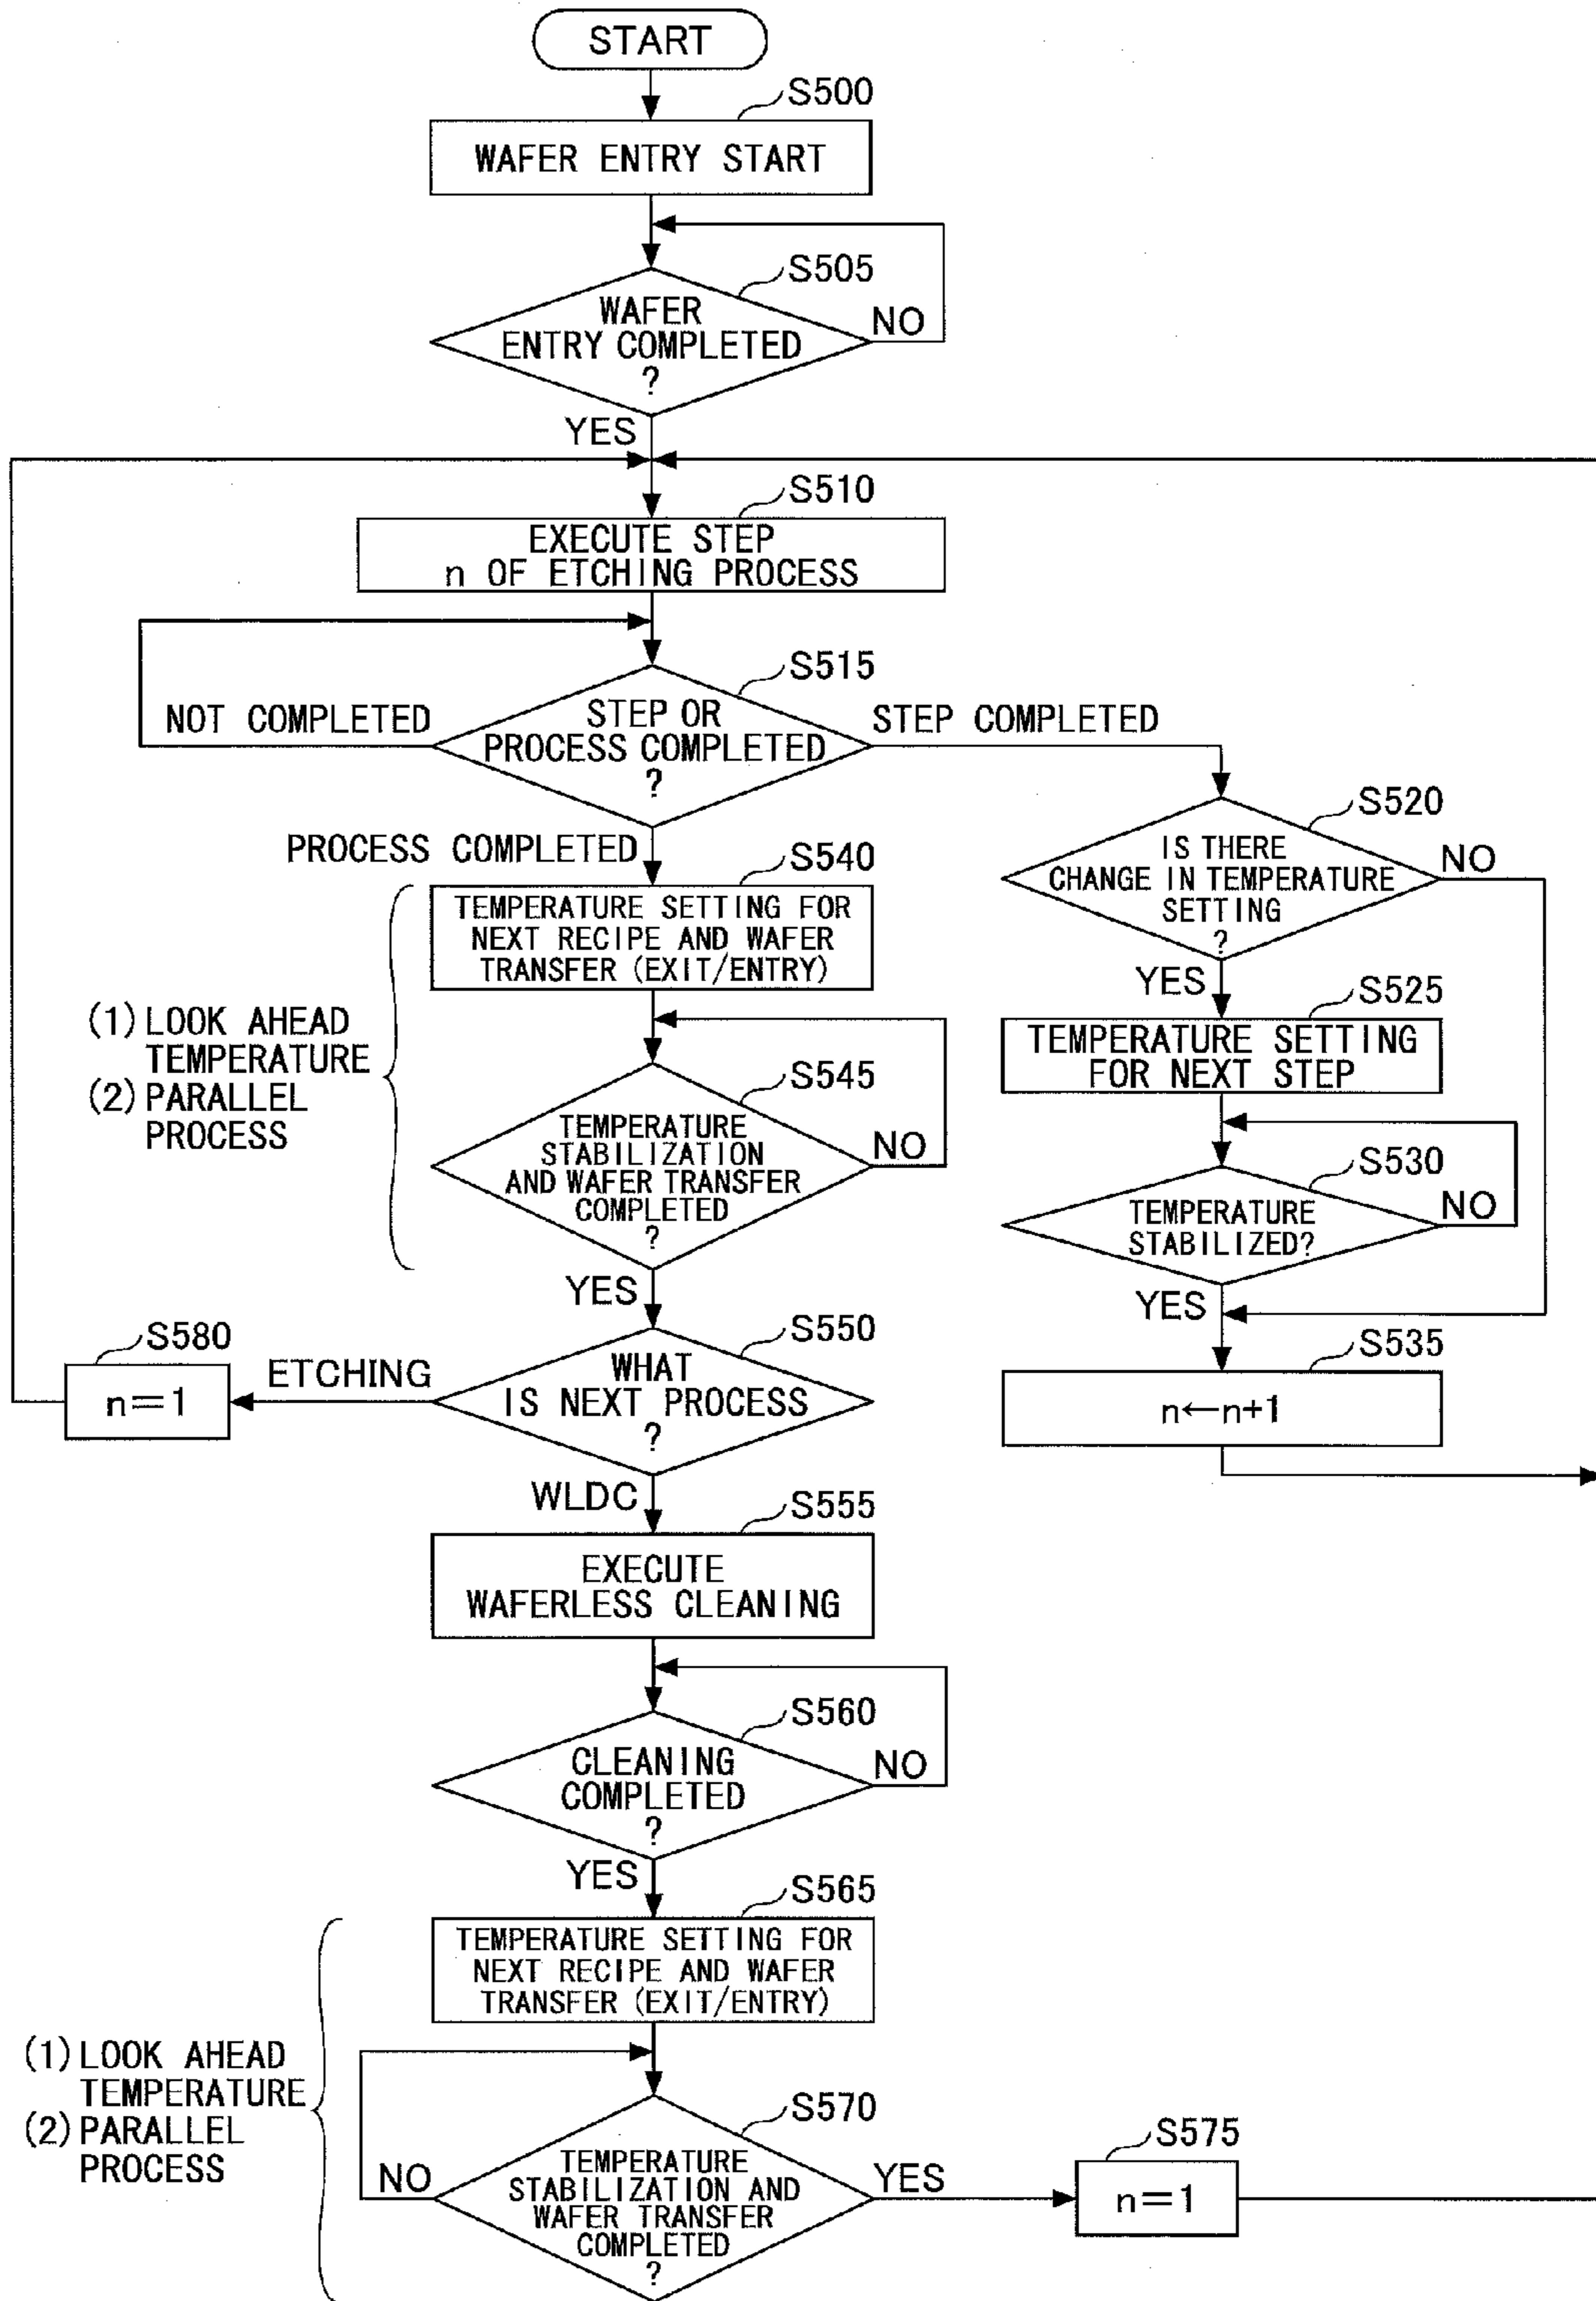 START
S500
WAFER ENTRY START
S505
WAFER
ENTRY COMPLETED
?
NO
YES
S510
EXECUTE STEP
n OF ETCHING PROCESS
S515
NOT COMPLETED
STEP OR
PROCESS COMPLETED
?
STEP COMPLETED
S520
IS THERE
CHANGE IN TEMPERATURE
SETTING
?
NO
YES
S525
TEMPERATURE SETTING
FOR NEXT STEP
S530
TEMPERATURE
STABILIZED?
NO
YES
S535
n←n+1
PROCESS COMPLETED
S540
TEMPERATURE SETTING FOR
NEXT RECIPE AND WAFER
TRANSFER (EXIT/ENTRY)
(1) LOOK AHEAD
TEMPERATURE
(2) PARALLEL
PROCESS
S545
TEMPERATURE
STABILIZATION
AND WAFER TRANSFER
COMPLETED
?
NO
YES
S550
WHAT
IS NEXT PROCESS
?
ETCHING
S580
n=1
WLDC
S555
EXECUTE
WAFERLESS CLEANING
S560
CLEANING
COMPLETED
?
NO
YES
S565
TEMPERATURE SETTING FOR
NEXT RECIPE AND WAFER
TRANSFER (EXIT/ENTRY)
(1) LOOK AHEAD
TEMPERATURE
(2) PARALLEL
PROCESS
S570
TEMPERATURE
STABILIZATION AND
WAFER TRANSFER
COMPLETED
?
NO
YES
S575
n=1